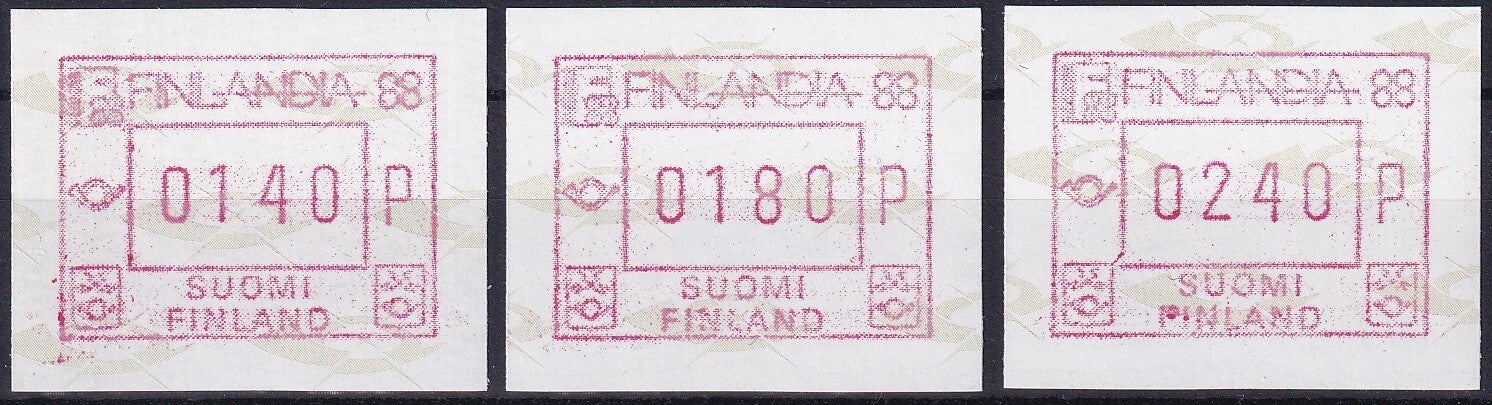 FINLANDIA 88
0140 P
SUOMI
FINLAND
FINLANDIA 88
0180 P
SUOMI
FINLAND
FINLANDIA 88
0240 P
SUOMI
FINLAND